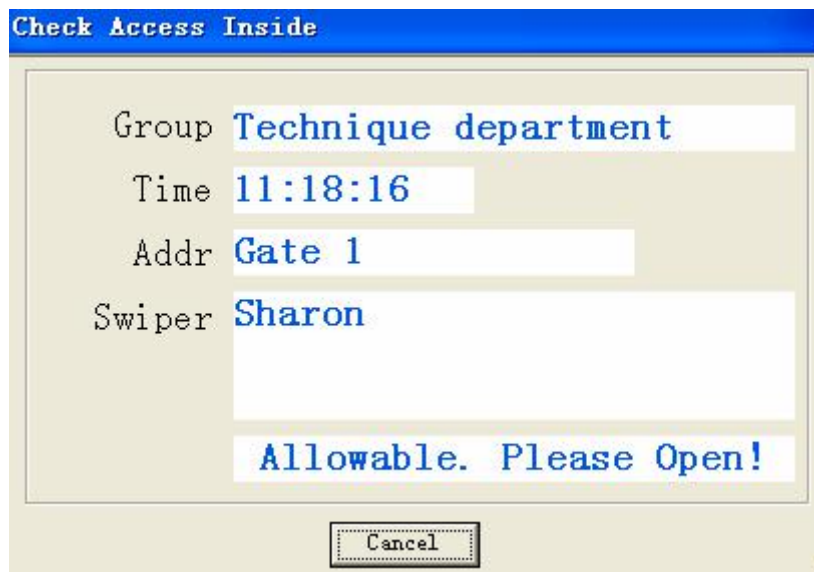 Check Access Inside
Group Technique department
Time 11:18:16
Addr Gate 1
Swiper Sharon
Allowable. Please Open!
Cancel